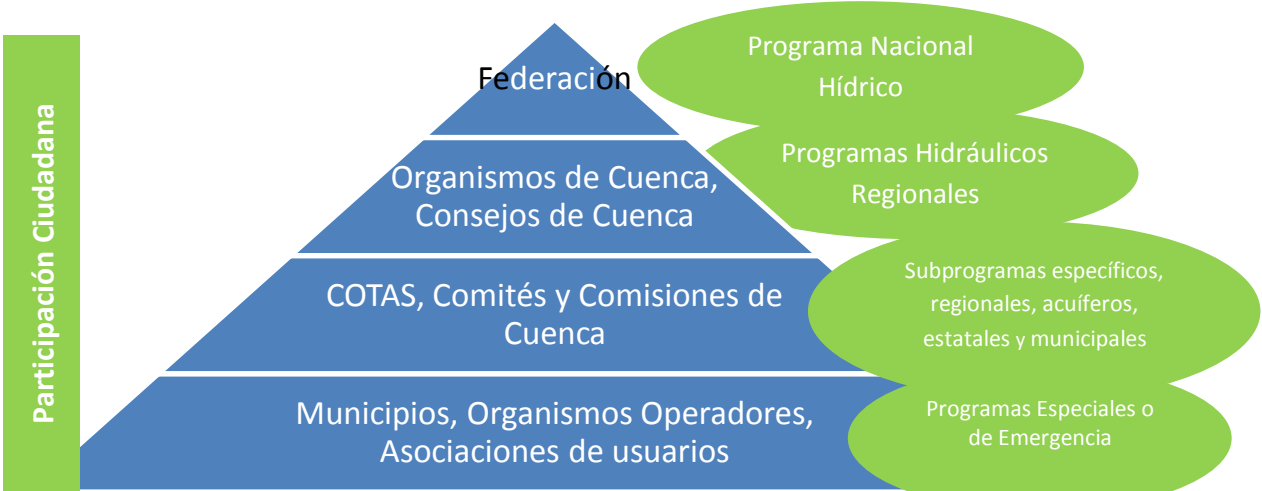 Participación Ciudadana
Federación
Organismos de Cuenca,
Consejos de Cuenca
COTAS, Comités y Comisiones de
Cuenca
Municipios, Organismos Operadores,
Asociaciones de usuarios
Programa Nacional
Hídrico
Programas Hidráulicos
Regionales
Subprogramas específicos,
regionales, acuíferos,
estatales y municipales
Programas Especiales o
de Emergencia